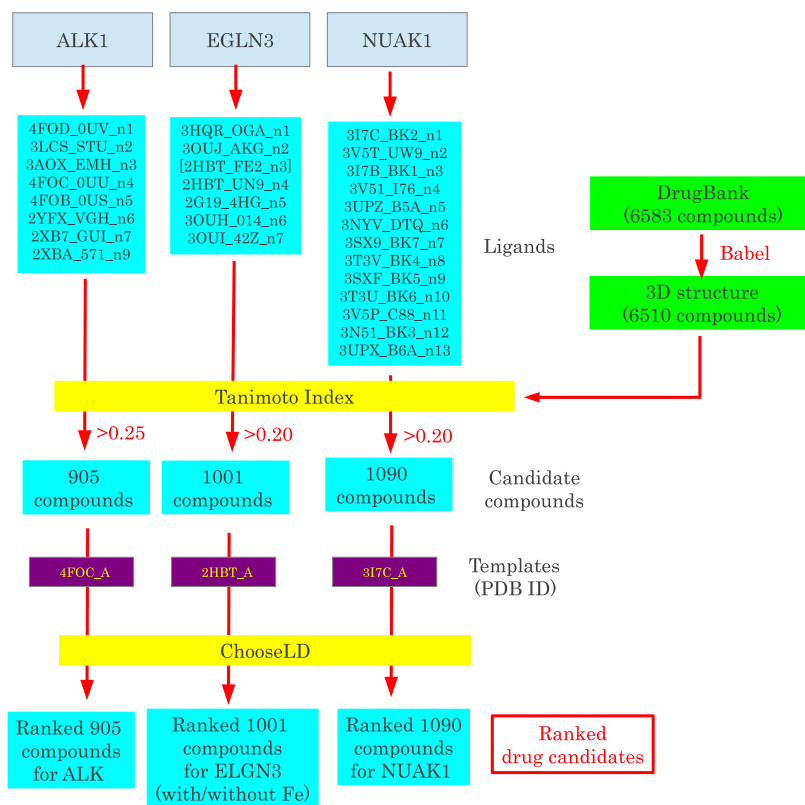 ALK1
EGLN3
NUAK1
4FOD_0UV_n1
3LCS_STU_n2
3AOX_EMH_n3
4FOC_0UU_n4
4FOB_0US_n5
2YFX_VGH_n6
2XB7_GUI_n7
2XBA_571_n9
3HQR_OGA_n1
3OUJ_AKG_n2
[2HBT_FE2_n3]
2HBT_UN9_n4
2G19_4HG_n5
3OUH_014_n6
3OUI_42Z_n7
3I7C_BK2_n1
3V5T_UW9_n2
3I7B_BK1_n3
3V51_I76_n4
3UPZ_B5A_n5
3NYV_DTQ_n6
3SX9_BK7_n7
3T3V_BK4_n8
3SXF_BK5_n9
3T3U_BK6_n10
3V5P_C88_n11
3N51_BK3_n12
3UPX_B6A_n13
Ligands
DrugBank
(6583 compounds)
Babel
3D structure
(6510 compounds)
Tanimoto Index
>0.25
>0.20
>0.20
905
compounds
1001
compounds
1090
compounds
Candidate
compounds
4FOC_A
2HBT_A
3I7C_A
Templates
(PDB ID)
ChooseLD
Ranked 905
compounds
for ALK
Ranked 1001
compounds
for ELGN3
(with/without Fe)
Ranked 1090
compounds
for NUAK1
Ranked
drug candidates